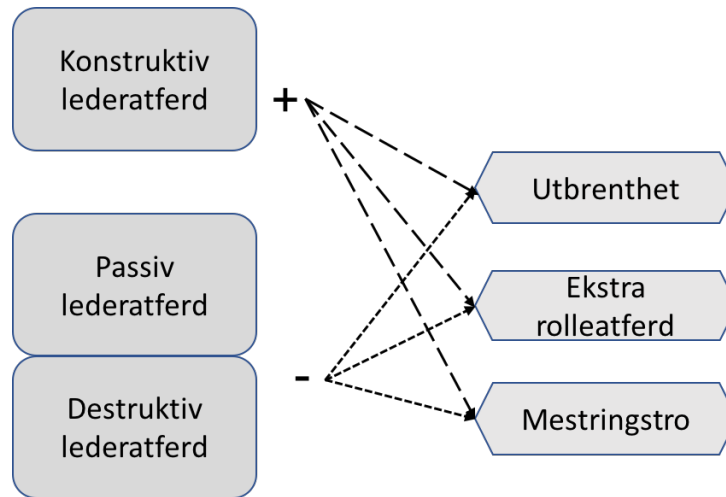 Konstruktiv
lederatferd
+
Utbrenthet
Passiv
lederatferd
Ekstra
rolleatferd
-
Destruktiv
lederatferd
Mestringstro